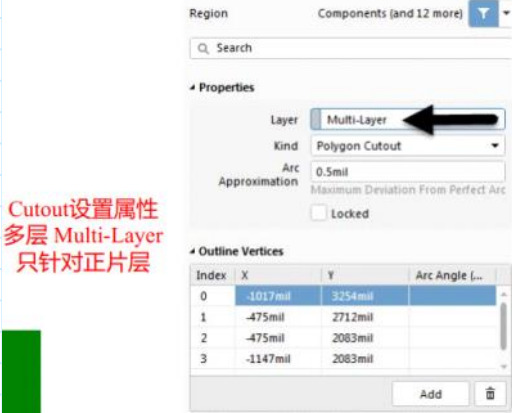 Region Components (and 12 more)
Search
Properties
Layer Multi-Layer
Kind Polygon Cutout
Arc Approximation 0.5mil
Maximum Deviation From Perfect Arc
Locked
Cutout设置属性
多层 Multi-Layer
只针对正片层
Outline Vertices
Index X Y Arc Angle (...
0 -1017mil 3254mil
1 -475mil 2712mil
2 -475mil 2083mil
3 -1147mil 2083mil
Add